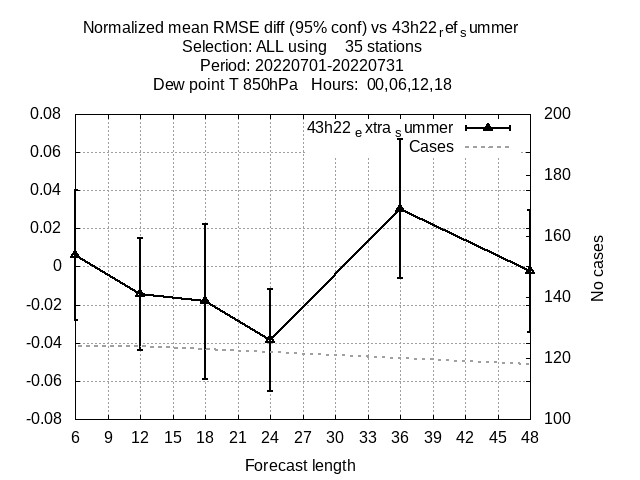 Normalized mean RMSE diff (95% conf) vs 43h22refsummer
Selection: ALL using 35 stations
Period: 20220701-20220731
Dew point T 850hPa Hours: 00,06,12,18
43h22extrasummer
Cases
0.08
0.06
0.04
0.02
0
-0.02
-0.04
-0.06
-0.08
200
180
160
140
120
100
No cases
6 9 12 15 18 21 24 27 30 33 36 39 42 45 48
Forecast length